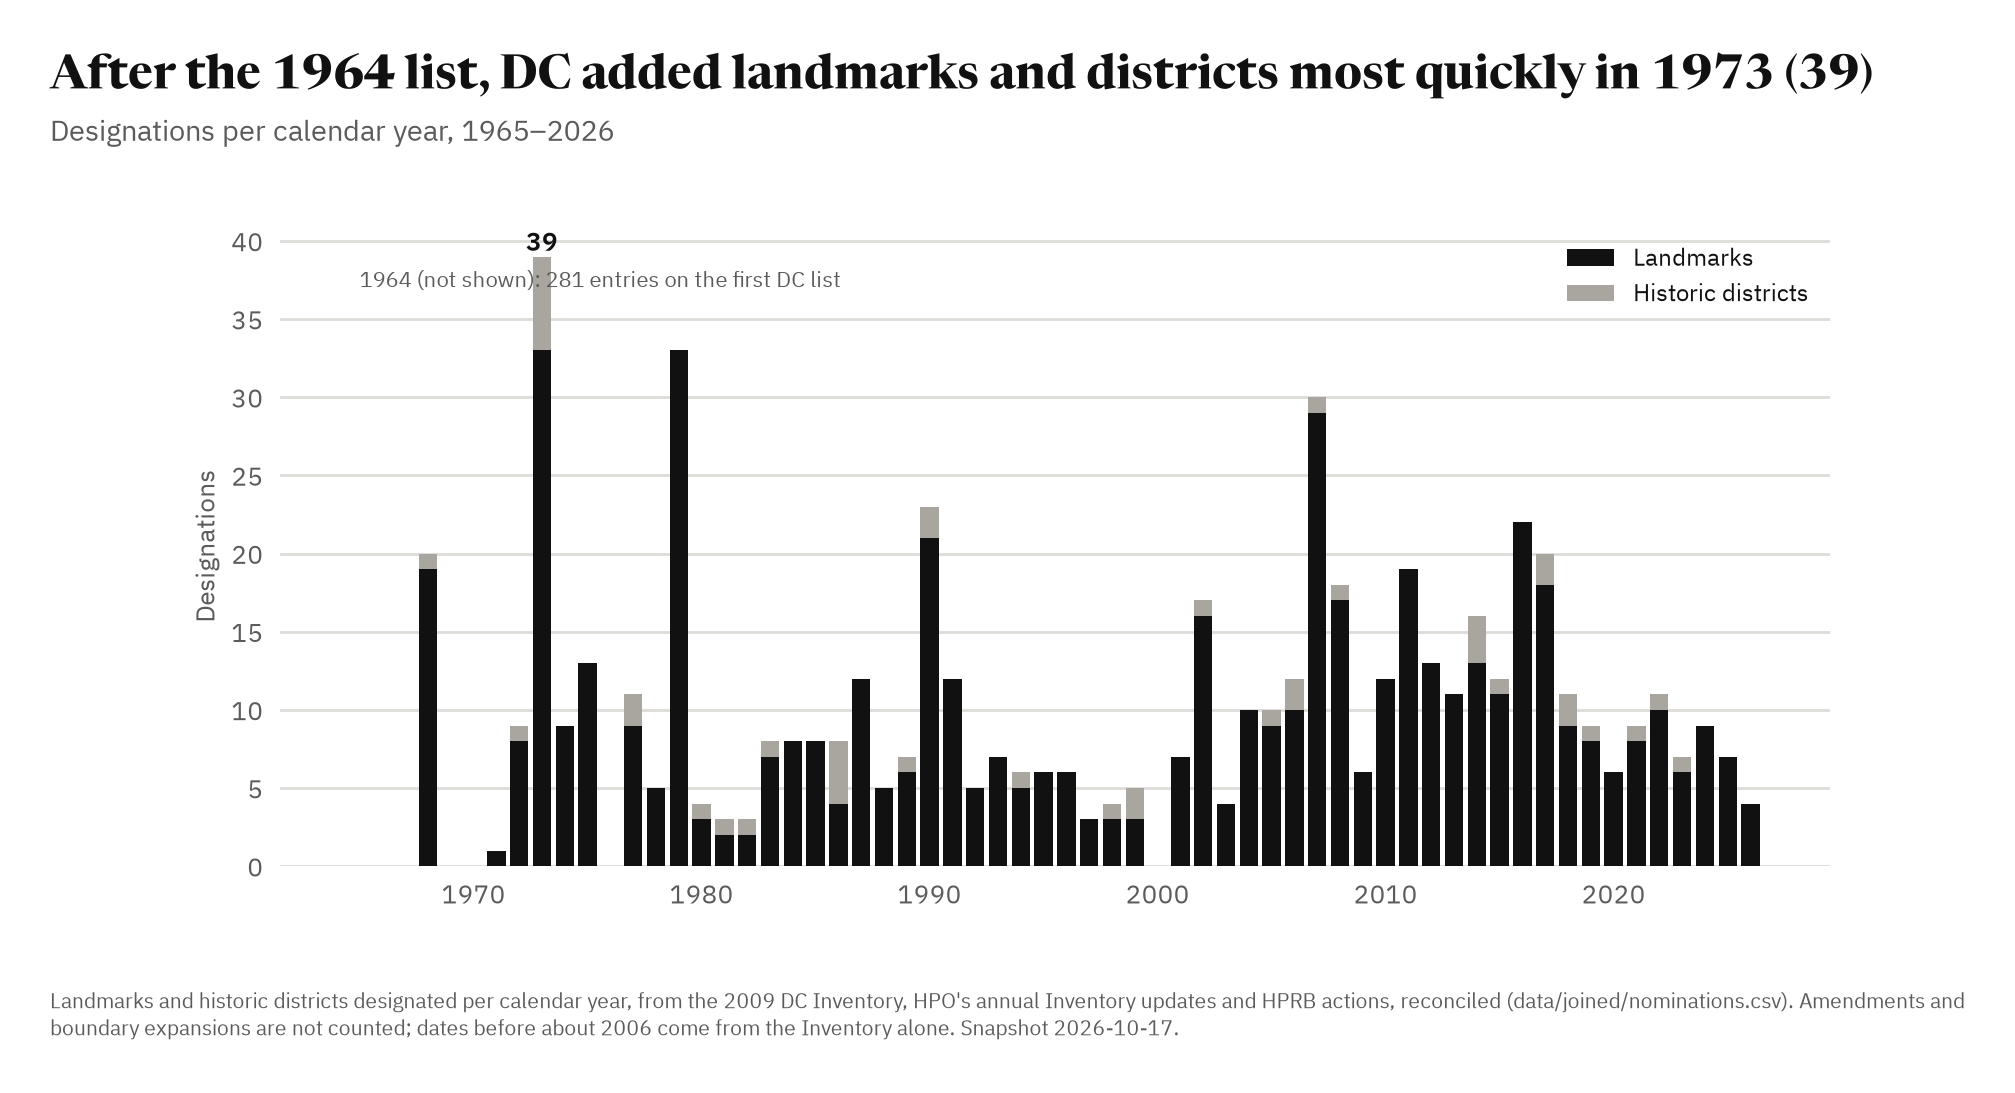 After the 1964 list, DC added landmarks and districts most quickly in 1973 (39)
Designations per calendar year, 1965–2026
40
39
Landmarks
1964 (not shown): 281 entries on the first DC list
Historic districts
35
30
25
Designations
20
15
10
5
0
1970
1980
1990
2000
2010
2020
Landmarks and historic districts designated per calendar year, from the 2009 DC Inventory, HPO's annual Inventory updates and HPRB actions, reconciled (data/joined/nominations.csv). Amendments and
boundary expansions are not counted; dates before about 2006 come from the Inventory alone. Snapshot 2026-10-17.